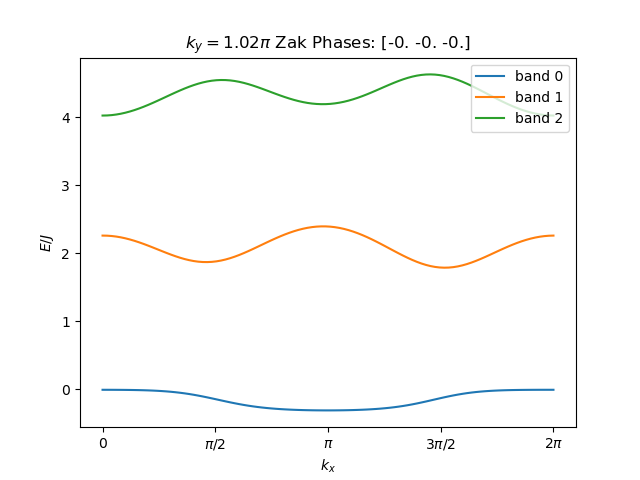 $k_y = 1.02\pi$ Zak Phases: [-0. -0. -0.]
band 0
band 1
band 2
E/J
4
3
2
1
0
0
π/2
π
3π/2
2π
$k_x$